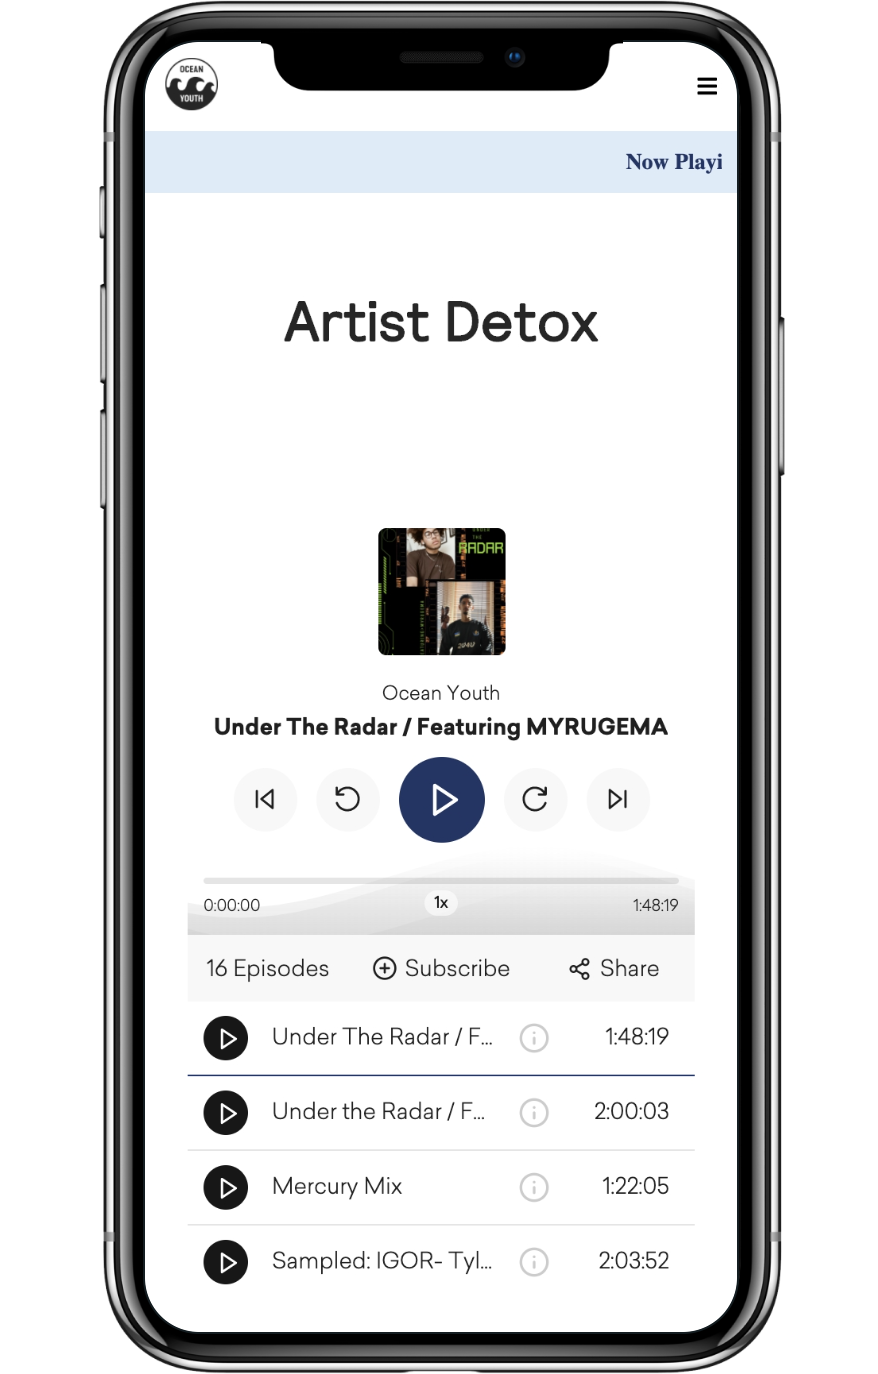 OCEAN
YOUTH
Now Playi
Artist Detox
UNDER
THE
RADAR
2U4U
Ocean Youth
Under The Radar / Featuring MYRUGEMA
0:00:00 1x 1:48:19
16 Episodes Subscribe Share
Under The Radar / F... 1:48:19
Under the Radar / F... 2:00:03
Mercury Mix 1:22:05
Sampled: IGOR- Tyl... 2:03:52